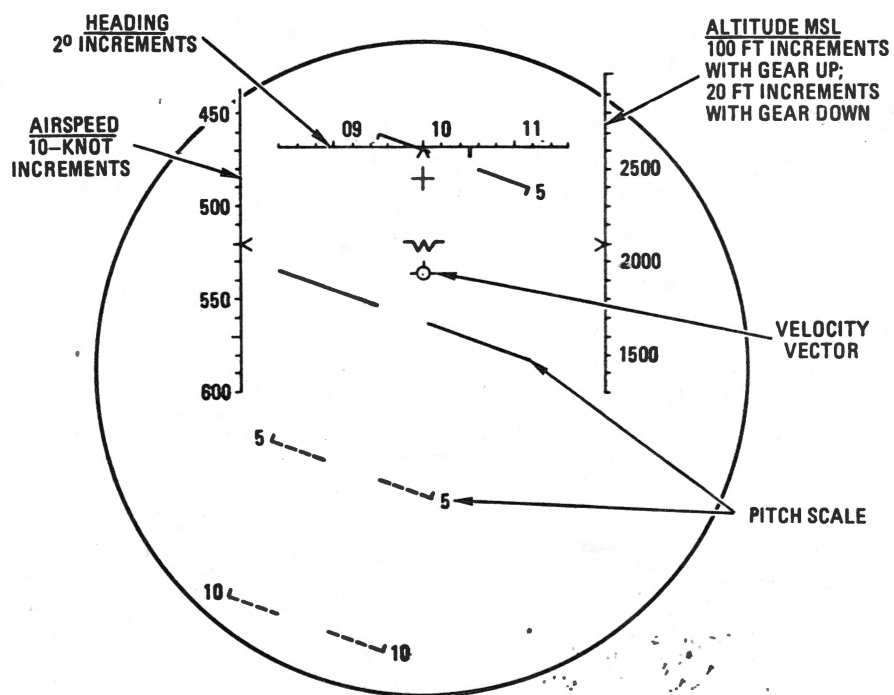 HEADING
2º INCREMENTS
ALTITUDE MSL
100 FT INCREMENTS
WITH GEAR UP;
20 FT INCREMENTS
WITH GEAR DOWN
AIRSPEED
10-KNOT
INCREMENTS
450
500
550
600
09 10 11
5
2500
2000
1500
VELOCITY
VECTOR
5
5
PITCH SCALE
10
10